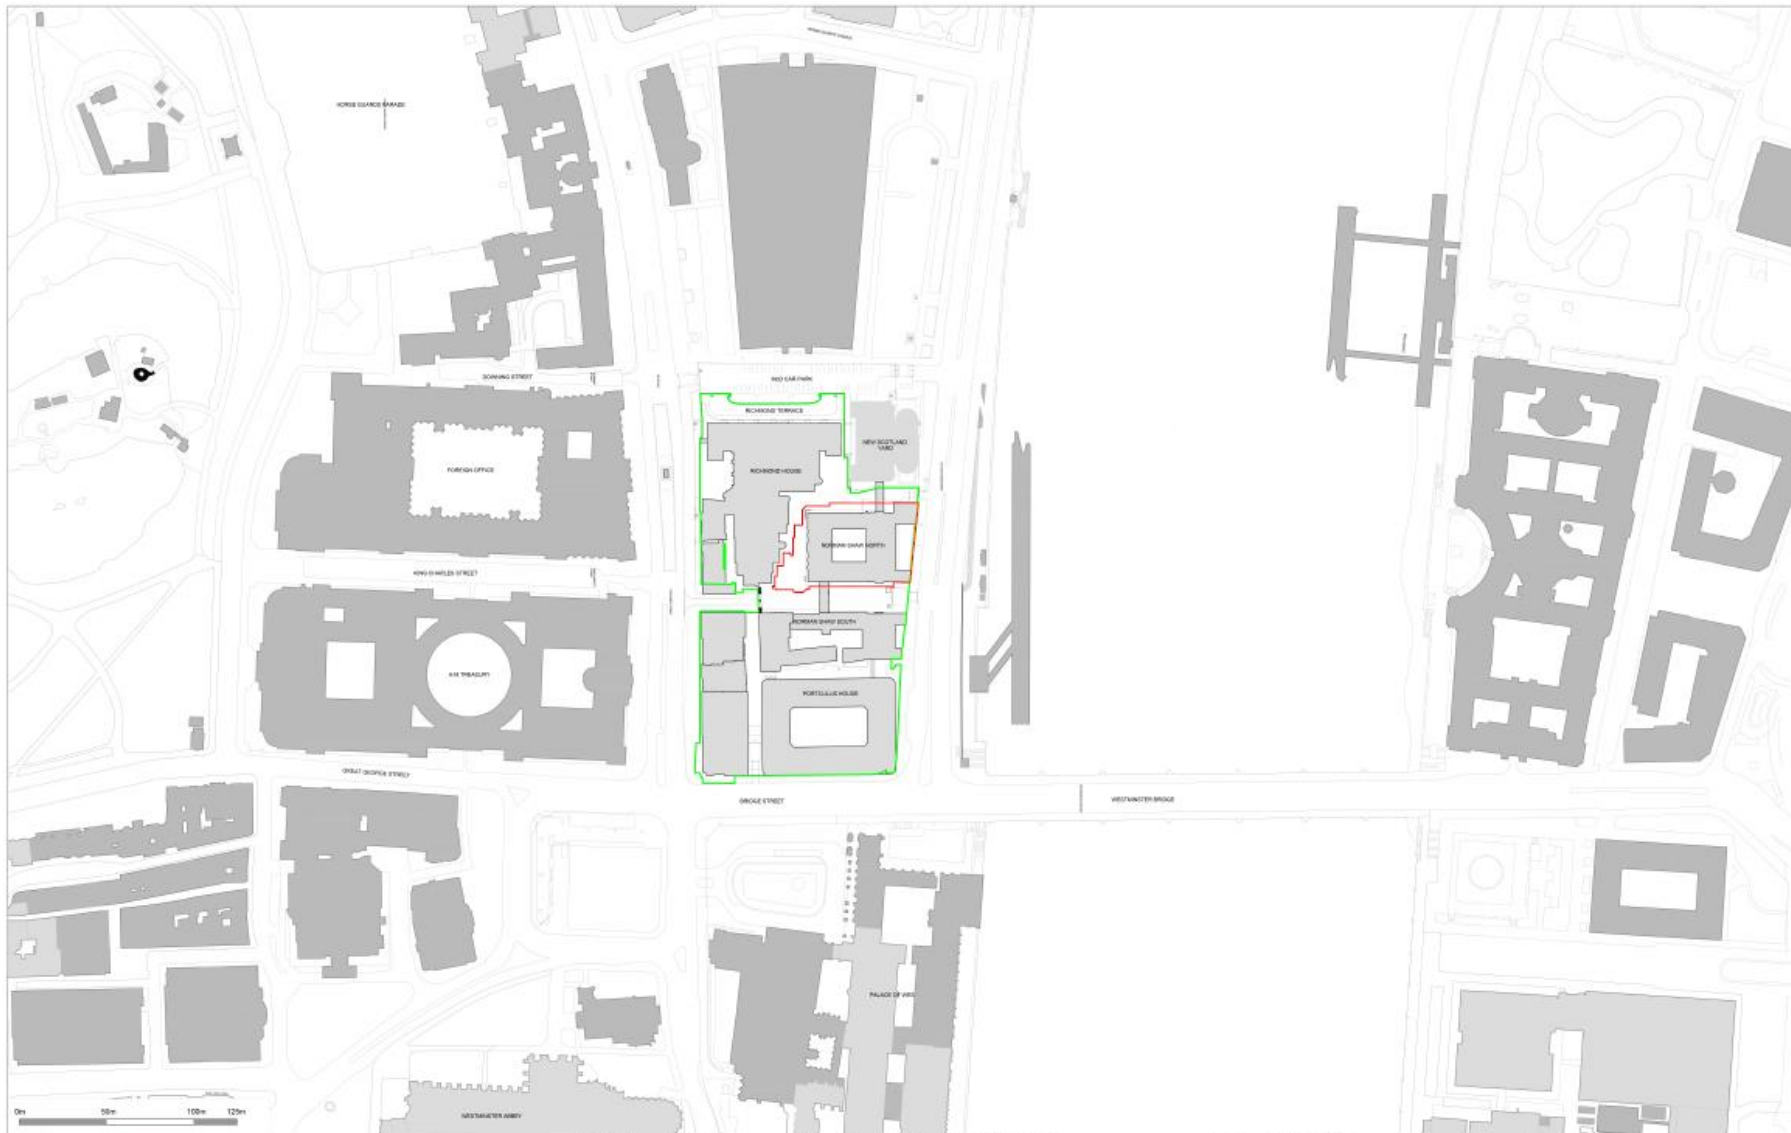 HORSE GUARDS PARADE
DOWNING STREET
MOD CAR PARK
RICHMOND TERRACE
NEW SCOTLAND
YARD
FOREIGN OFFICE
RICHMOND HOUSE
NORMAN SHAW NORTH
KING CHARLES STREET
NORMAN SHAW SOUTH
H.M TREASURY
PORTCULLIS HOUSE
GREAT GEORGE STREET
BRIDGE STREET
WESTMINSTER BRIDGE
PALACE OF WES
0m 50m 100m 125m
WESTMINSTER ABBEY